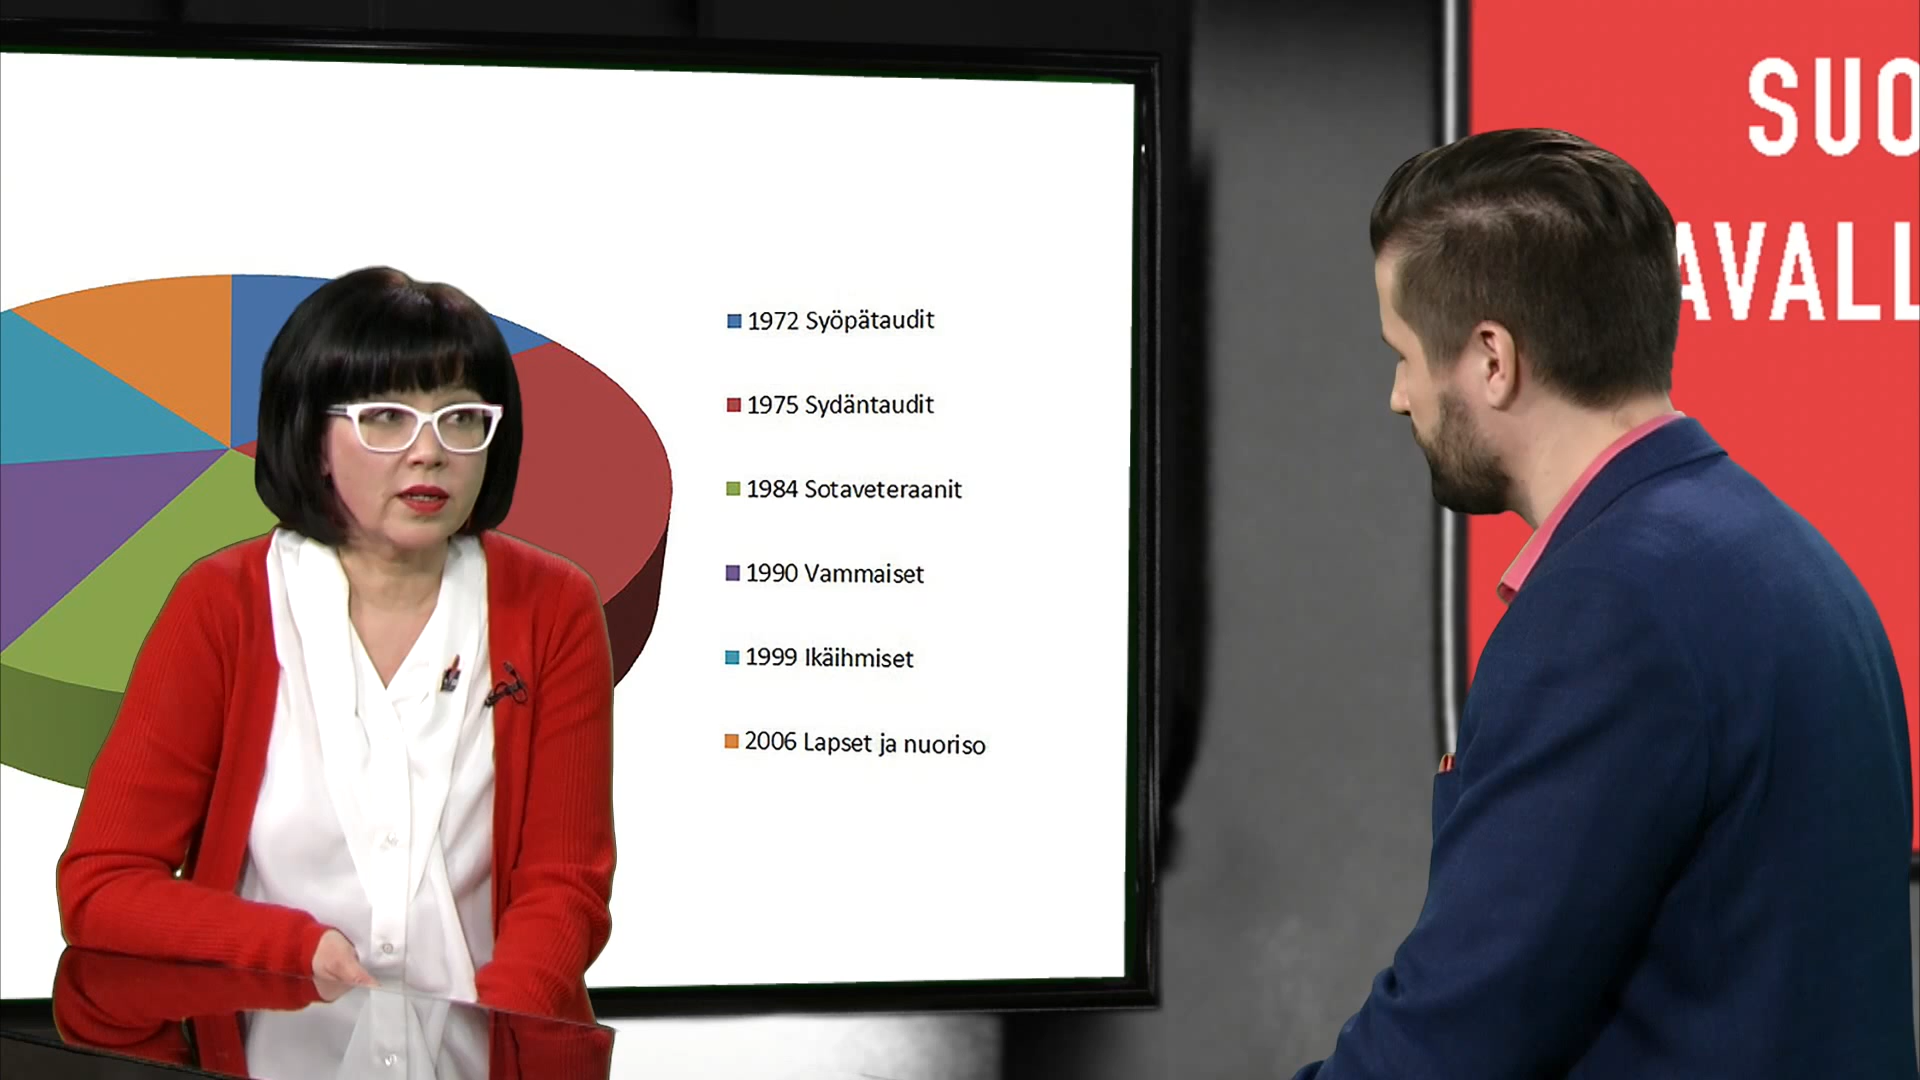 1972 Syöpätaudit
1975 Sydäntaudit
1984 Sotaveteraanit
1990 Vammaiset
1999 Ikäihmiset
2006 Lapset ja nuoriso
SUO
AVALL